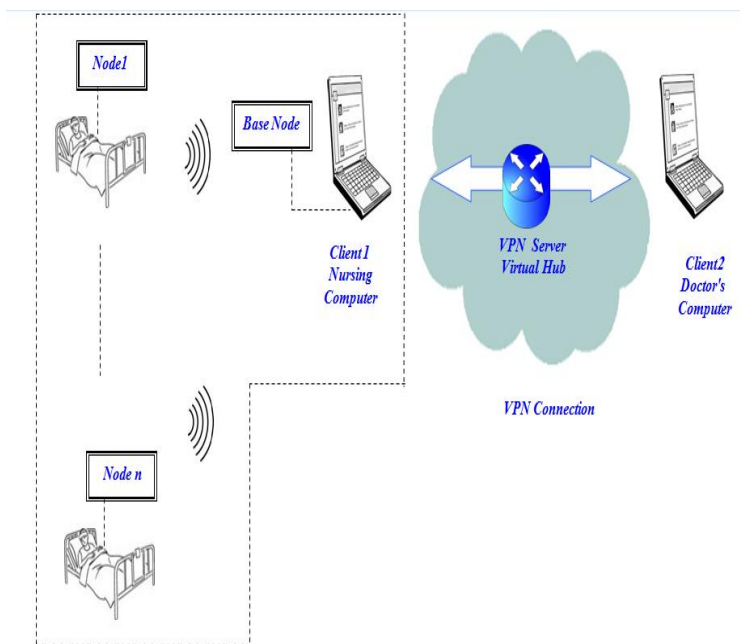 Node1
Base Node
Client1
Nursing
Computer
VPN Server
Virtual Hub
Client2
Doctor's
Computer
VPN Connection
Node n